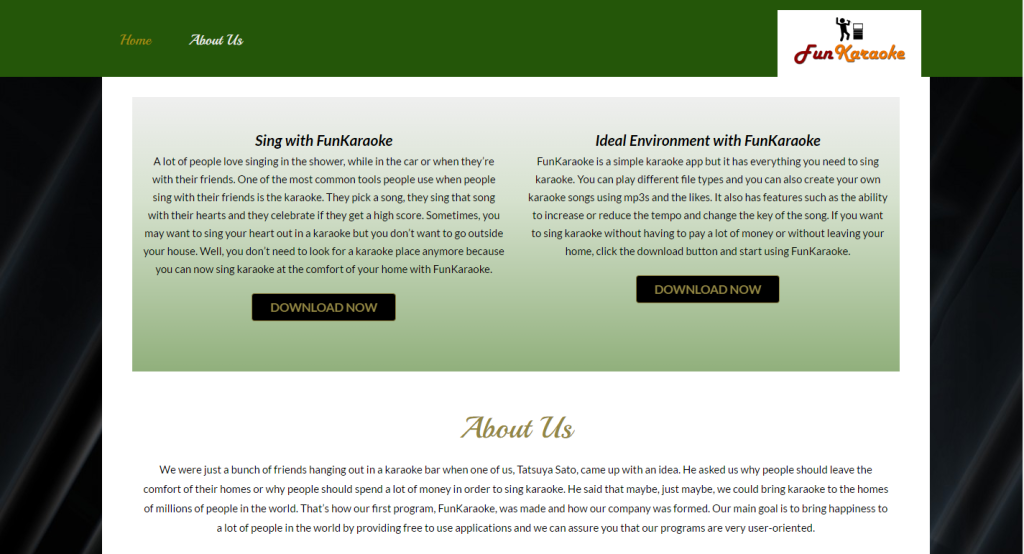 Home About Us
FunKaraoke
Sing with FunKaraoke
A lot of people love singing in the shower, while in the car or when they're
with their friends. One of the most common tools people use when people
sing with their friends is the karaoke. They pick a song, they sing that song
with their hearts and they celebrate if they get a high score. Sometimes, you
may want to sing your heart out in a karaoke but you don't want to go outside
your house. Well, you don't need to look for a karaoke place anymore because
you can now sing karaoke at the comfort of your home with FunKaraoke.
DOWNLOAD NOW
Ideal Environment with FunKaraoke
FunKaraoke is a simple karaoke app but it has everything you need to sing
karaoke. You can play different file types and you can also create your own
karaoke songs using mp3s and the likes. It also has features such as the ability
to increase or reduce the tempo and change the key of the song. If you want
to sing karaoke without having to pay a lot of money or without leaving your
home, click the download button and start using FunKaraoke.
DOWNLOAD NOW
About Us
We were just a bunch of friends hanging out in a karaoke bar when one of us, Tatsuya Sato, came up with an idea. He asked us why people should leave the
comfort of their homes or why people should spend a lot of money in order to sing karaoke. He said that maybe, just maybe, we could bring karaoke to the homes
of millions of people in the world. That's how our first program, FunKaraoke, was made and how our company was formed. Our main goal is to bring happiness to
a lot of people in the world by providing free to use applications and we can assure you that our programs are very user-oriented.